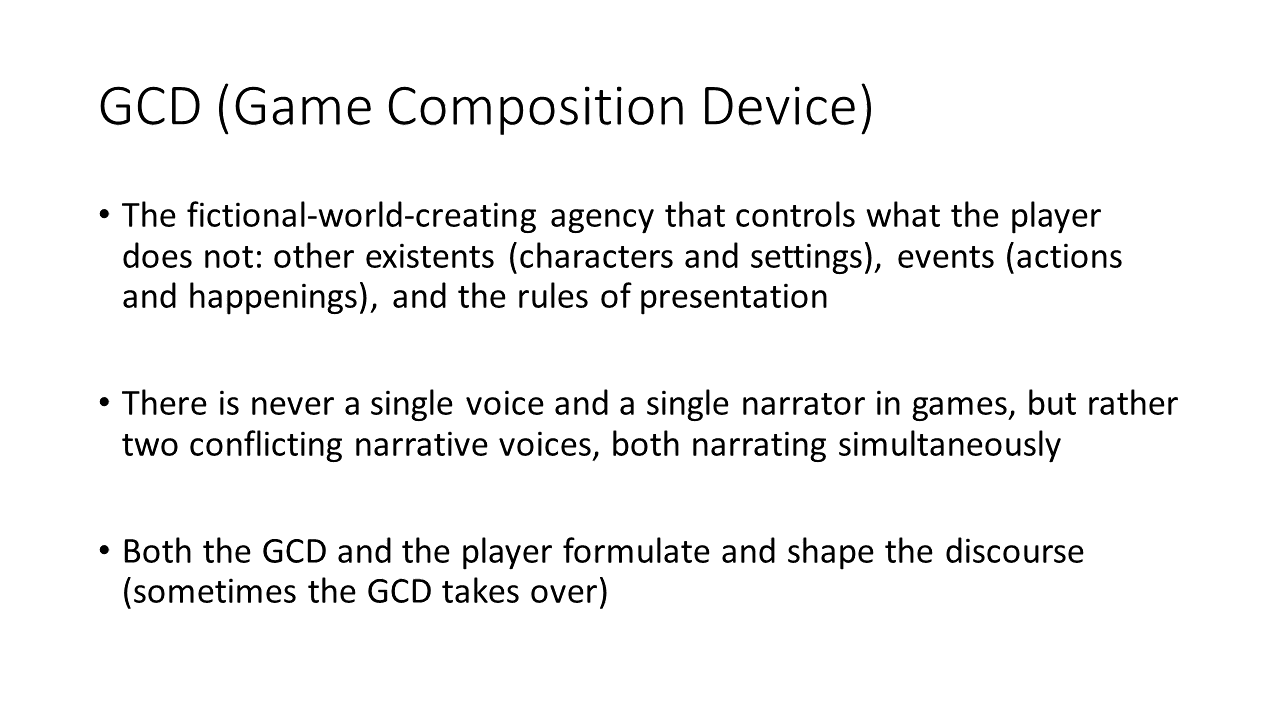 GCD (Game Composition Device)
• The fictional-world-creating agency that controls what the player
does not: other existents (characters and settings), events (actions
and happenings), and the rules of presentation
• There is never a single voice and a single narrator in games, but rather
two conflicting narrative voices, both narrating simultaneously
• Both the GCD and the player formulate and shape the discourse
(sometimes the GCD takes over)